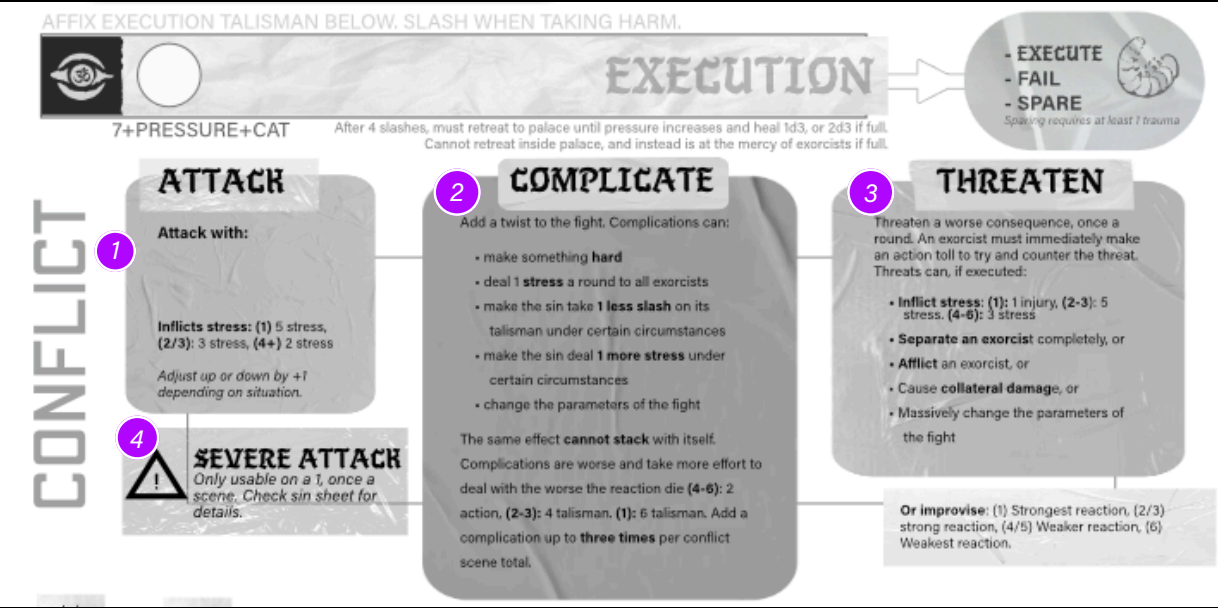 AFFIX EXECUTION TALISMAN BELOW. SLASH WHEN TAKING HARM.
ॐ
EXECUTION
- EXECUTE
- FAIL
- SPARE
Sparing requires at least 1 trauma
7+PRESSURE+CAT
After 4 slashes, must retreat to palace until pressure increases and heal 1d3, or 2d3 if full.
Cannot retreat inside palace, and instead is at the mercy of exorcists if full.
CONFLICT
1
ATTACK
Attack with:
Inflicts stress: (1) 5 stress,
(2/3): 3 stress, (4+) 2 stress
Adjust up or down by +1
depending on situation.
4
!
SEVERE ATTACK
Only usable on a 1, once a
scene. Check sin sheet for
details.
2
COMPLICATE
Add a twist to the fight. Complications can:
• make something hard
• deal 1 stress a round to all exorcists
• make the sin take 1 less slash on its
talisman under certain circumstances
• make the sin deal 1 more stress under
certain circumstances
• change the parameters of the fight
The same effect cannot stack with itself.
Complications are worse and take more effort to
deal with the worse the reaction die (4-6): 2
action, (2-3): 4 talisman. (1): 6 talisman. Add a
complication up to three times per conflict
scene total.
3
THREATEN
Threaten a worse consequence, once a
round. An exorcist must immediately make
an action toll to try and counter the threat.
Threats can, if executed:
• Inflict stress: (1): 1 injury, (2-3): 5
stress. (4-6): 3 stress
• Separate an exorcist completely, or
• Afflict an exorcist, or
• Cause collateral damage, or
• Massively change the parameters of
the fight
Or improvise: (1) Strongest reaction, (2/3)
strong reaction, (4/5) Weaker reaction, (6)
Weakest reaction.